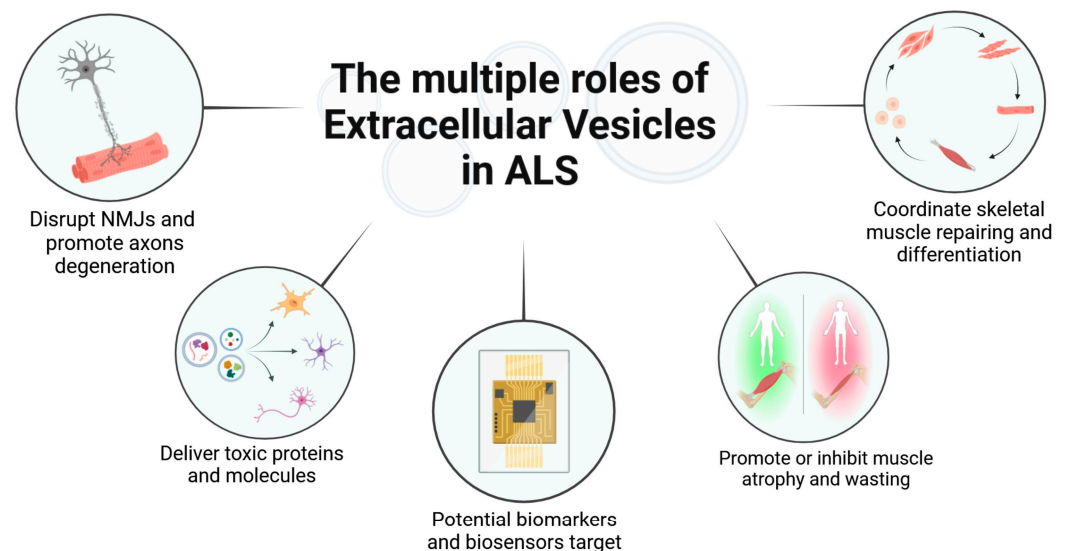 The multiple roles of
Extracellular Vesicles
in ALS
Disrupt NMJs and
promote axons
degeneration
Coordinate skeletal
muscle repairing and
differentiation
Deliver toxic proteins
and molecules
Promote or inhibit muscle
atrophy and wasting
Potential biomarkers
and biosensors target